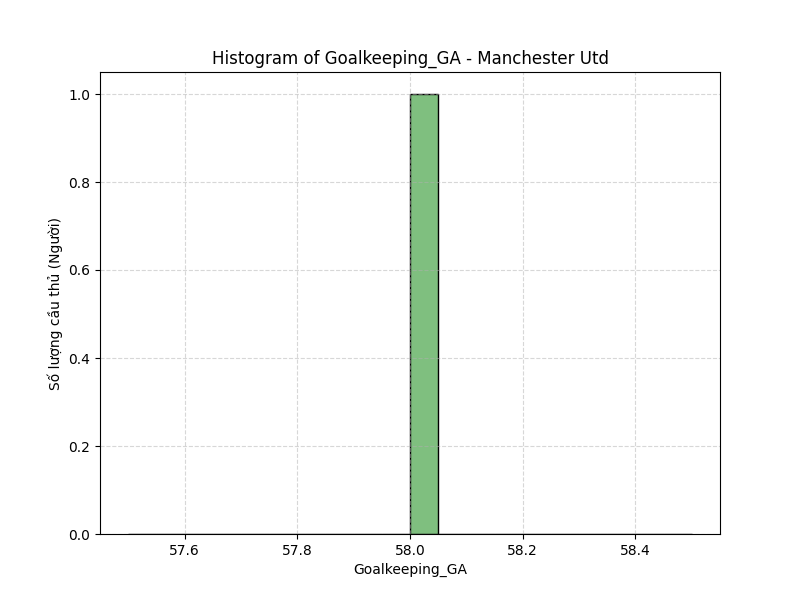 Histogram of Goalkeeping_GA - Manchester Utd
1.0
0.8
0.6
0.4
0.2
0.0
Số lượng cầu thủ (Người)
57.6 57.8 58.0 58.2 58.4
Goalkeeping_GA